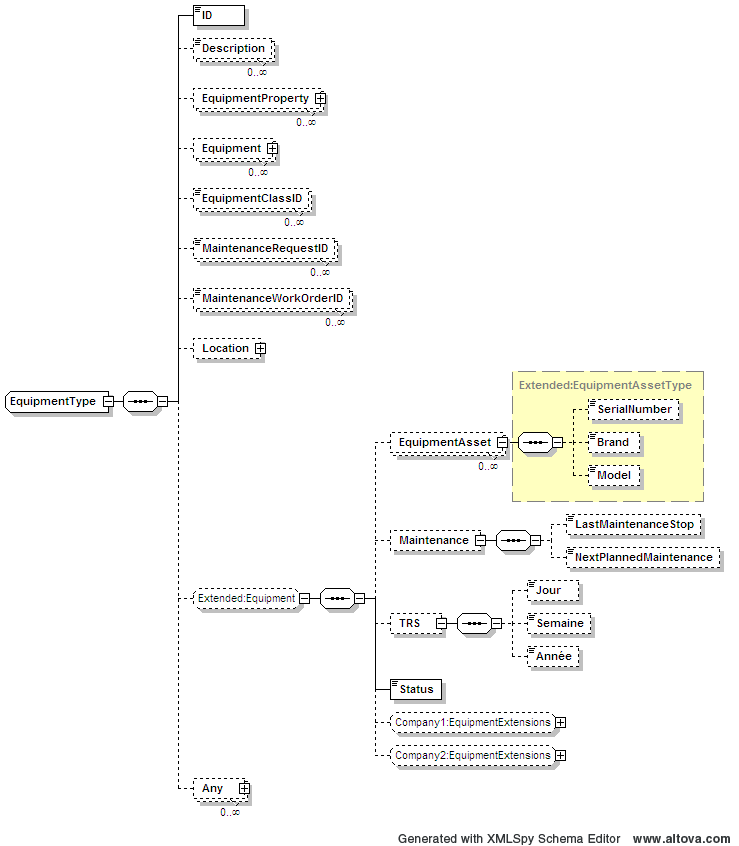 ID
Description
0..∞
EquipmentProperty
0..∞
Equipment
0..∞
EquipmentClassID
0..∞
MaintenanceRequestID
0..∞
MaintenanceWorkOrderID
0..∞
Location
EquipmentType
Extended:EquipmentAssetType
SerialNumber
EquipmentAsset
Brand
0..∞
Model
LastMaintenanceStop
Maintenance
NextPlannedMaintenance
Extended:Equipment
Jour
TRS
Semaine
Année
Status
Company1:EquipmentExtensions
Company2:EquipmentExtensions
Any
0..∞
Generated with XMLSpy Schema Editor www.altova.com